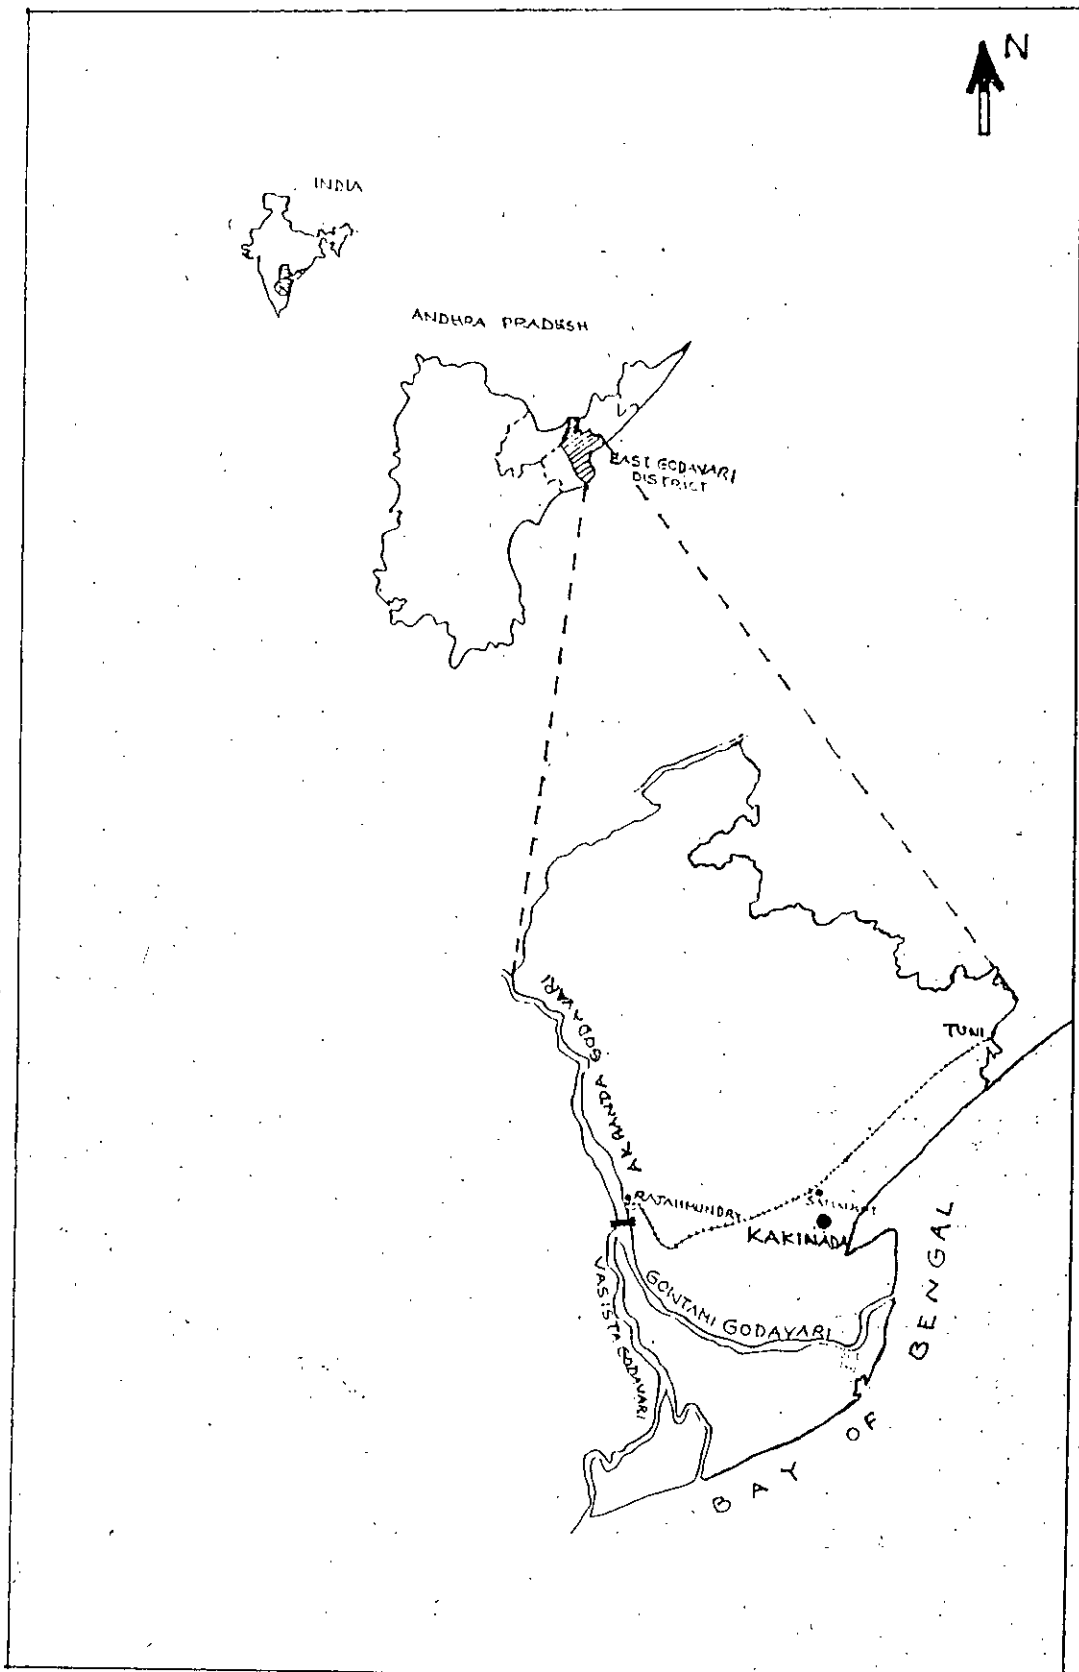 N
INDIA
ANDHRA PRADESH
EAST GODAVARI
DISTRICT
AKHANDA GODAVARI
TUNI
RAJAHMUNDRY
KAKINADA
VASISTA GODAVARI
GOWTAMI GODAVARI
BAY OF BENGAL